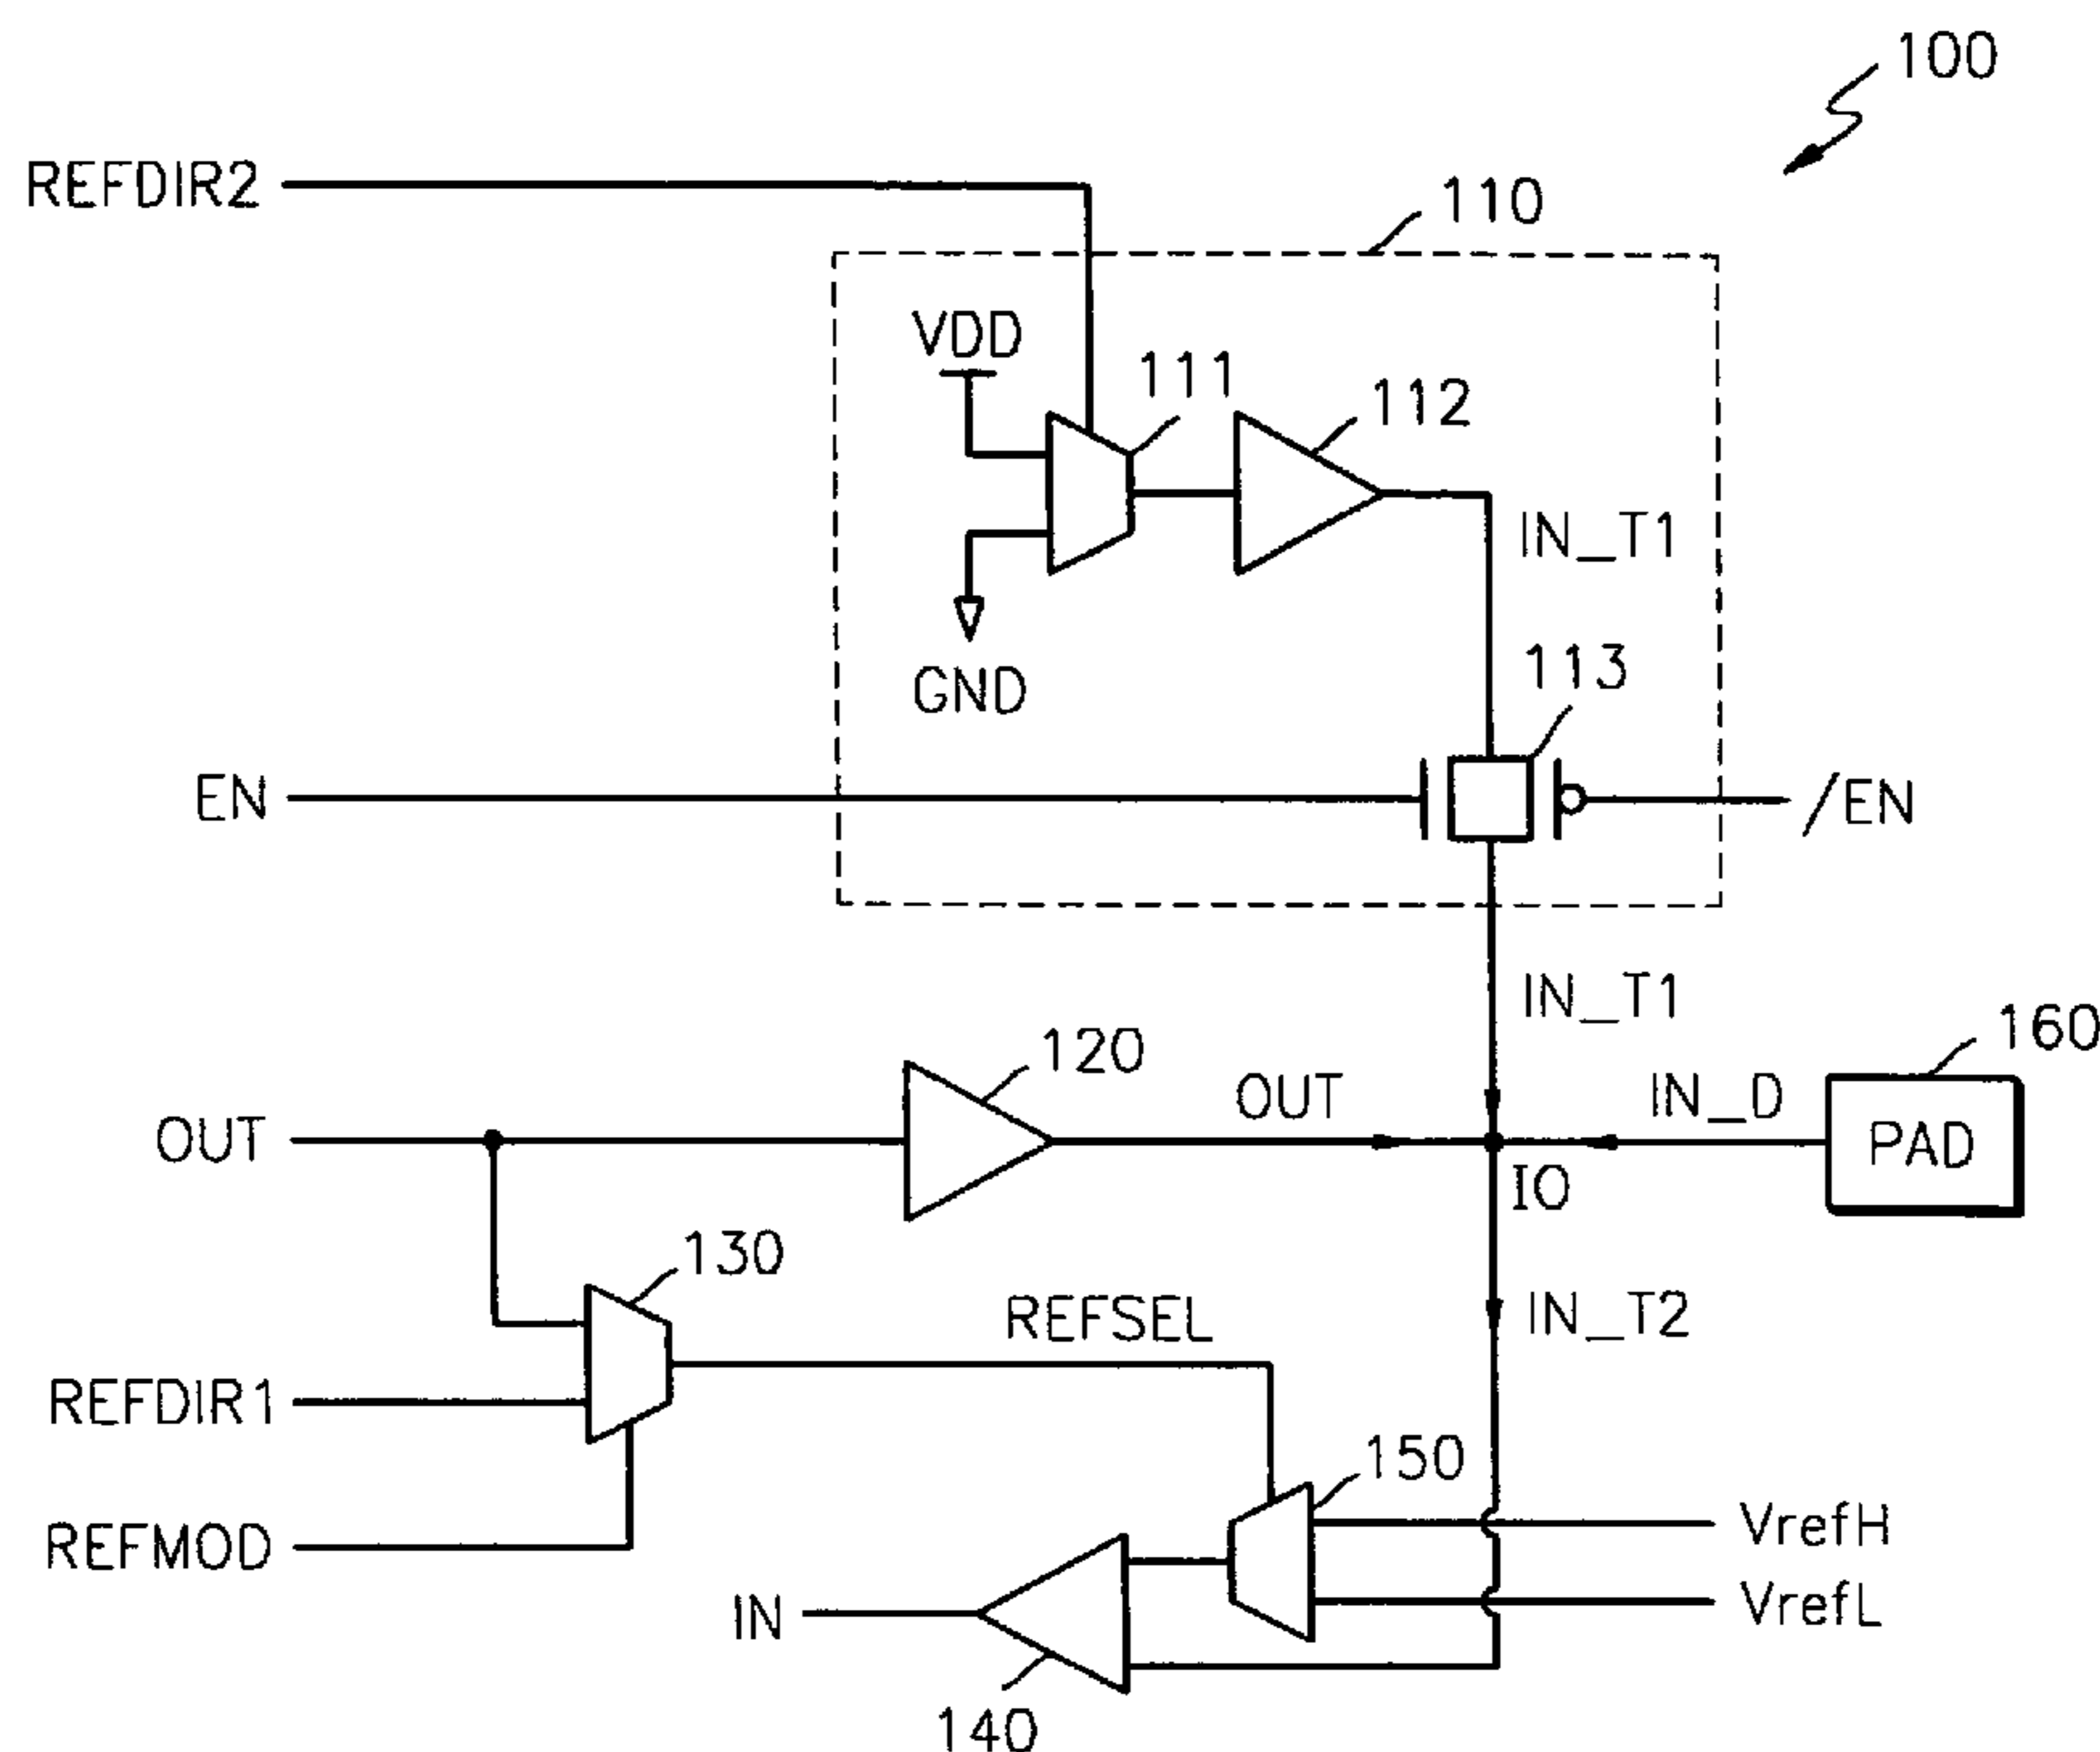 100
REFDIR2
110
VDD
111
112
IN_T1
GND
113
EN
/EN
IN_T1
160
120
OUT
IN_D
OUT
PAD
IO
130
REFSEL
IN_T2
REFDIR1
150
VrefH
REFMOD
VrefL
IN
140